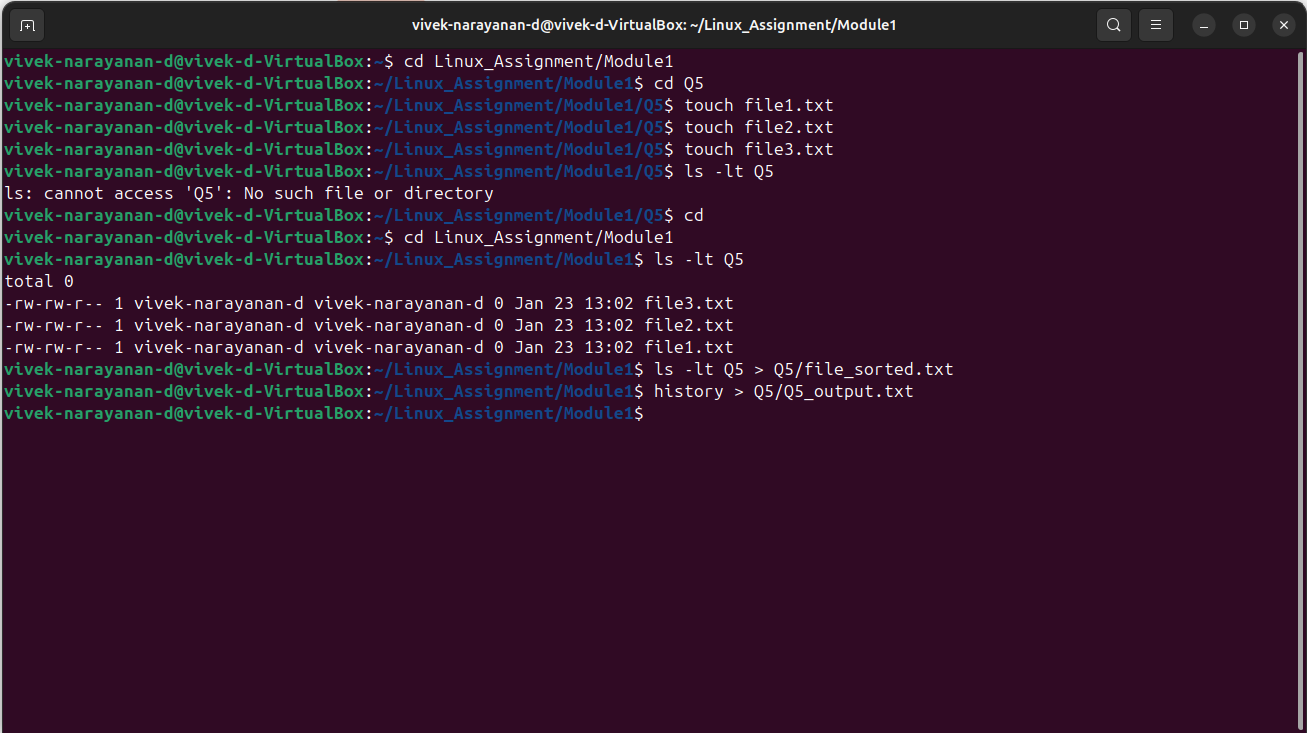 vivek-narayanan-d@vivek-d-VirtualBox: ~/Linux_Assignment/Module1
vivek-narayanan-d@vivek-d-VirtualBox:~$ cd Linux_Assignment/Module1
vivek-narayanan-d@vivek-d-VirtualBox:~/Linux_Assignment/Module1$ cd Q5
vivek-narayanan-d@vivek-d-VirtualBox:~/Linux_Assignment/Module1/Q5$ touch file1.txt
vivek-narayanan-d@vivek-d-VirtualBox:~/Linux_Assignment/Module1/Q5$ touch file2.txt
vivek-narayanan-d@vivek-d-VirtualBox:~/Linux_Assignment/Module1/Q5$ touch file3.txt
vivek-narayanan-d@vivek-d-VirtualBox:~/Linux_Assignment/Module1/Q5$ ls -lt Q5
ls: cannot access 'Q5': No such file or directory
vivek-narayanan-d@vivek-d-VirtualBox:~/Linux_Assignment/Module1/Q5$ cd
vivek-narayanan-d@vivek-d-VirtualBox:~$ cd Linux_Assignment/Module1
vivek-narayanan-d@vivek-d-VirtualBox:~/Linux_Assignment/Module1$ ls -lt Q5
total 0
-rw-rw-r-- 1 vivek-narayanan-d vivek-narayanan-d 0 Jan 23 13:02 file3.txt
-rw-rw-r-- 1 vivek-narayanan-d vivek-narayanan-d 0 Jan 23 13:02 file2.txt
-rw-rw-r-- 1 vivek-narayanan-d vivek-narayanan-d 0 Jan 23 13:02 file1.txt
vivek-narayanan-d@vivek-d-VirtualBox:~/Linux_Assignment/Module1$ ls -lt Q5 > Q5/file_sorted.txt
vivek-narayanan-d@vivek-d-VirtualBox:~/Linux_Assignment/Module1$ history > Q5/Q5_output.txt
vivek-narayanan-d@vivek-d-VirtualBox:~/Linux_Assignment/Module1$